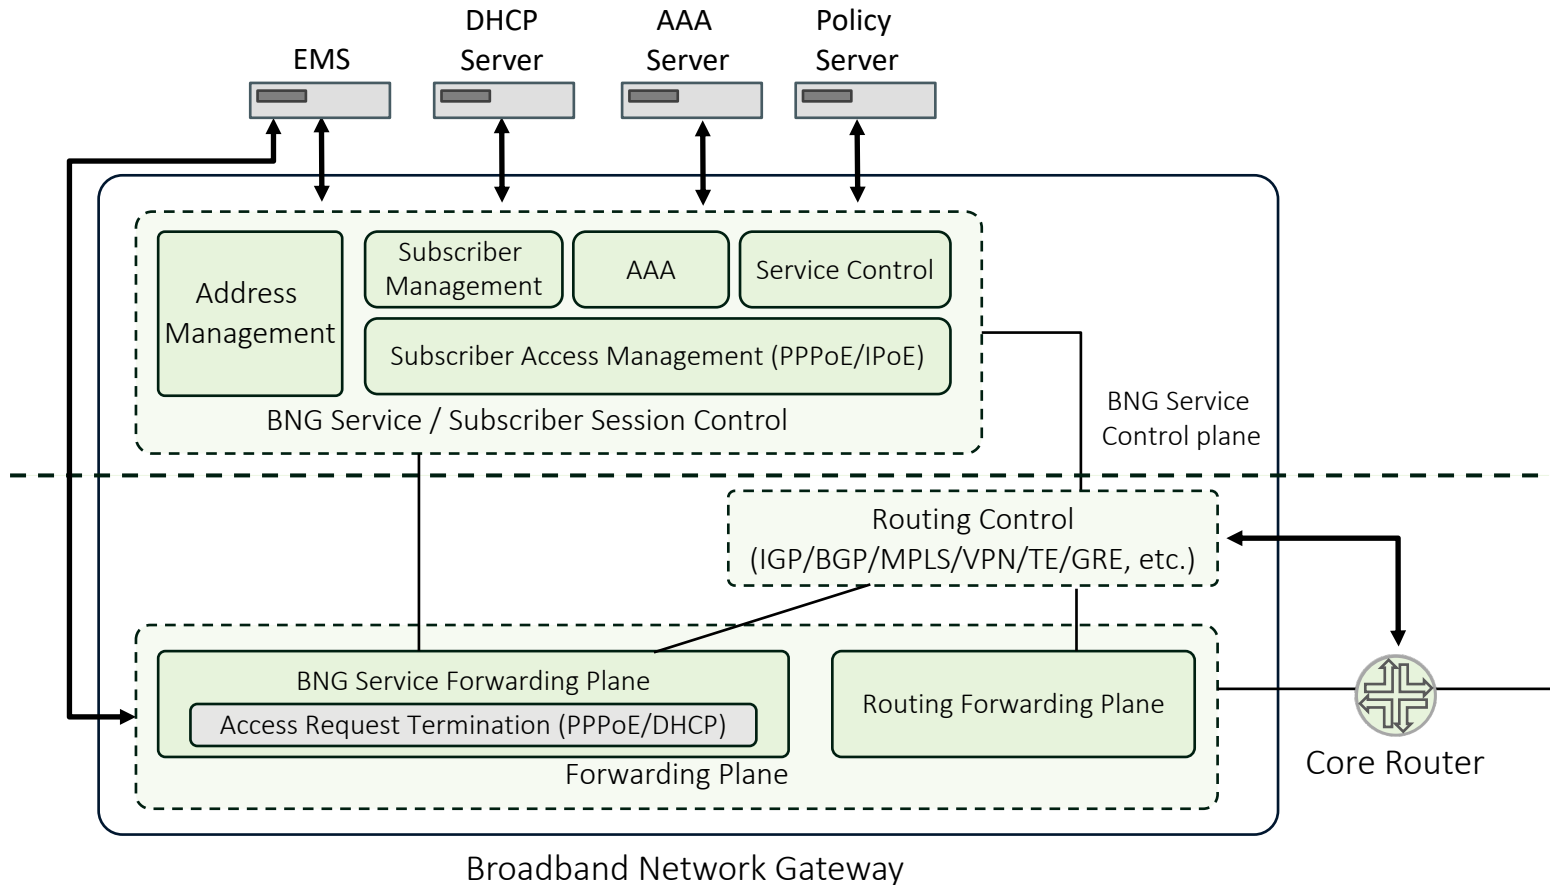 EMS
DHCP
Server
AAA
Server
Policy
Server
Address
Management
Subscriber
Management
AAA
Service Control
Subscriber Access Management (PPPoE/IPoE)
BNG Service / Subscriber Session Control
BNG Service
Control plane
Routing Control
(IGP/BGP/MPLS/VPN/TE/GRE, etc.)
BNG Service Forwarding Plane
Access Request Termination (PPPoE/DHCP)
Routing Forwarding Plane
Forwarding Plane
Core Router
Broadband Network Gateway